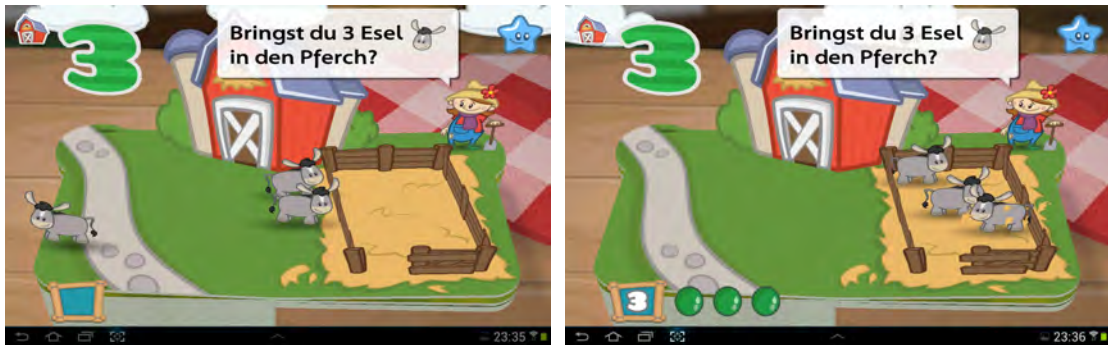 3
Bringst du 3 Esel
in den Pferch?
23:35
3
Bringst du 3 Esel
in den Pferch?
3
23:36